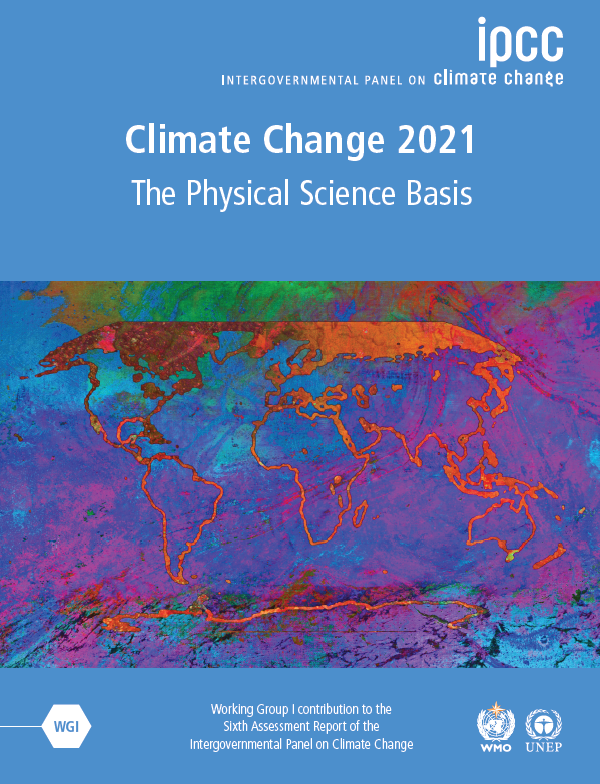 ipcc
INTERGOVERNMENTAL PANEL ON climate change
Climate Change 2021
The Physical Science Basis
WGI
Working Group I contribution to the
Sixth Assessment Report of the
Intergovernmental Panel on Climate Change
WMO
UNEP